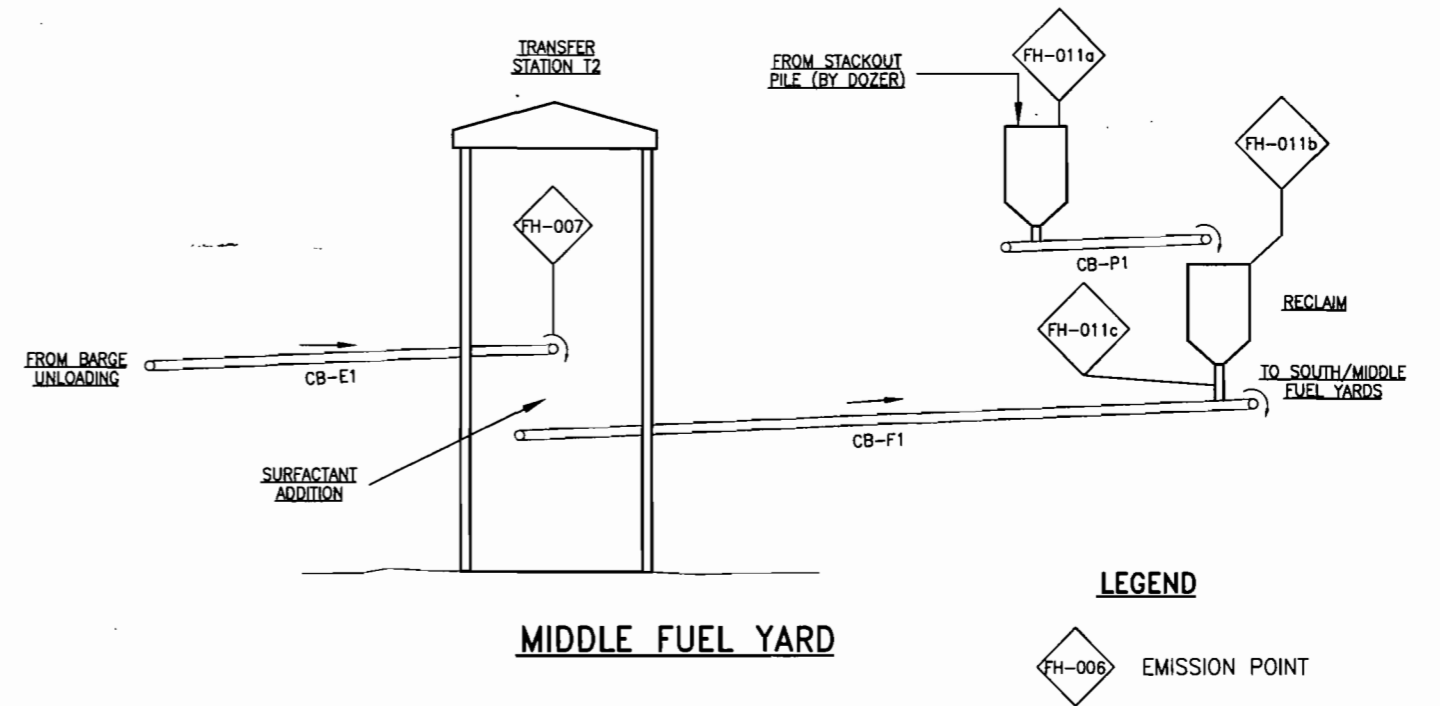 TRANSFER
STATION T2
FROM STACKOUT
PILE (BY DOZER)
FH-011a
FH-011b
FH-007
CB-P1
RECLAIM
FH-011c
FROM BARGE
UNLOADING
CB-E1
TO SOUTH/MIDDLE
FUEL YARDS
CB-F1
SURFACTANT
ADDITION
LEGEND
MIDDLE FUEL YARD
FH-006
EMISSION POINT